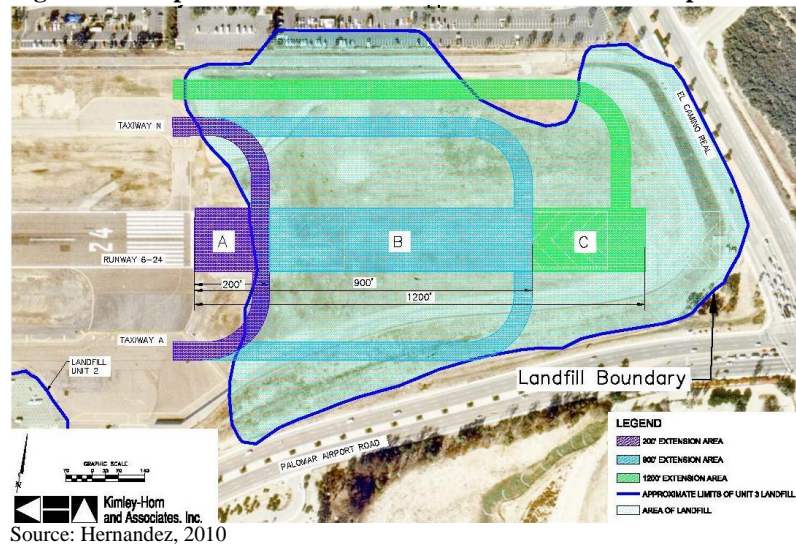 TAXIWAY N
EL CAMINO REAL
A
B
C
24
RUNWAY 6-24
200'
900'
1200'
TAXIWAY A
LANDFILL
UNIT 2
Landfill Boundary
PALOMAR AIRPORT ROAD
GRAPHIC SCALE
Kimley-Horn
and Associates, Inc.
LEGEND
200' EXTENSION AREA
900' EXTENSION AREA
1200' EXTENSION AREA
APPROXIMATE LIMITS OF UNIT 3 LANDFILL
AREA OF LANDFILL
Source: Hernandez, 2010